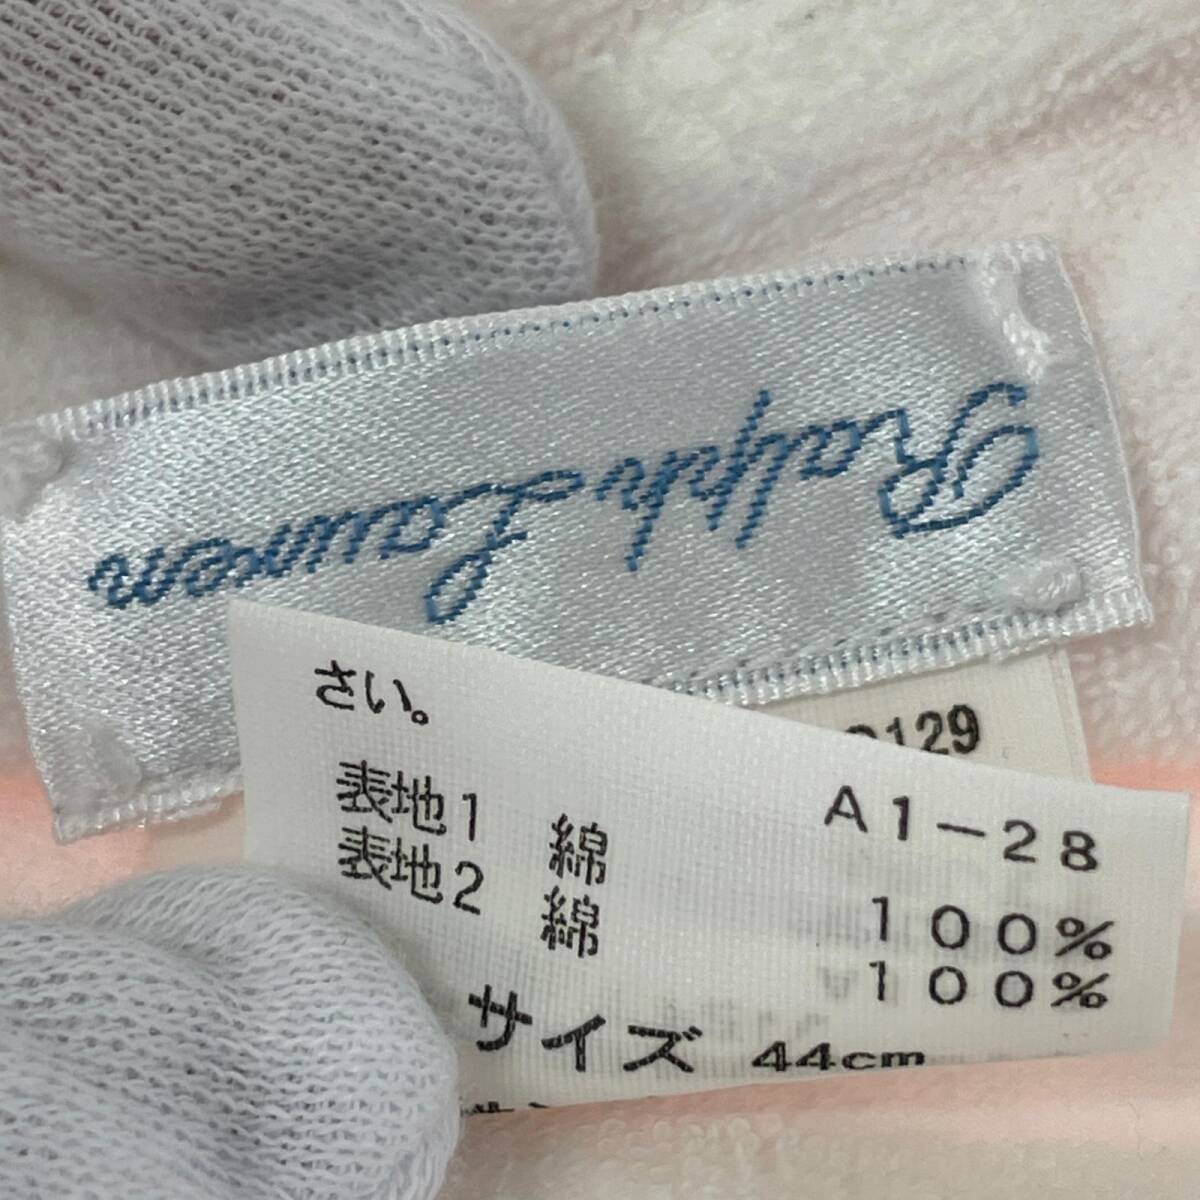 Ralph Lauren
129
さい。
A1-28
表地1 綿 100%
表地2 綿 100%
サイズ 44cm